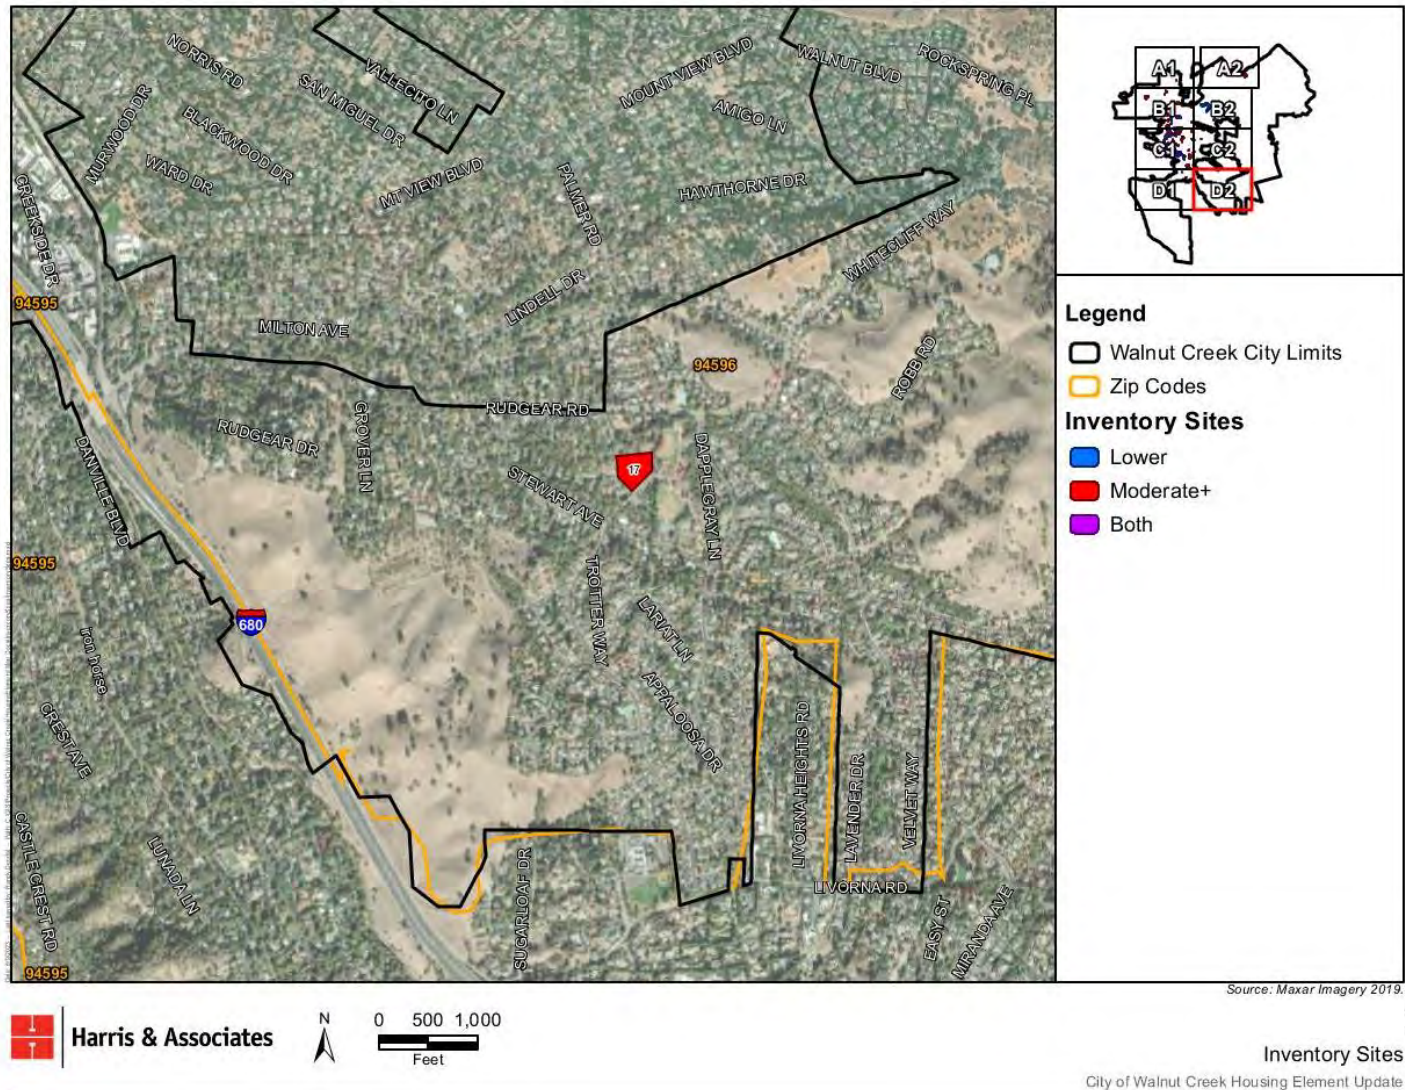 NORRIS RD
VALLECITO LN
SAN MIGUEL DR
MOUNT VIEW BLVD
WALNUT BLVD
ROCKSPRING PL
AMIGO LN
MURWOOD DR
BLACKWOOD DR
WARD DR
MT VIEW BLVD
PALMER RD
HAWTHORNE DR
CREEKSIDE DR
WHITECLIFF WAY
LINDELL DR
94595
MILTON AVE
94596
ROBB RD
RUDGEAR RD
GROVER LN
RUDGEAR DR
DANVILLE BLVD
STEWART AVE
17
DAPPLEGRAY LN
94595
TROTTER WAY
LARIAT LN
680
iron horse
APPALOOSA DR
CREST AVE
LIVORNA HEIGHTS RD
LAVENDER DR
VELVET WAY
CASTLE CREST RD
LUNADA LN
SUGARLOAF DR
LIVORNA RD
EASY ST
MIRANDA AVE
94595
A1
A2
B1
B2
C1
C2
D1
D2
Legend
Walnut Creek City Limits
Zip Codes
Inventory Sites
Lower
Moderate+
Both
Source: Maxar Imagery 2019.
Harris & Associates
N
0 500 1,000
Feet
Inventory Sites
City of Walnut Creek Housing Element Update